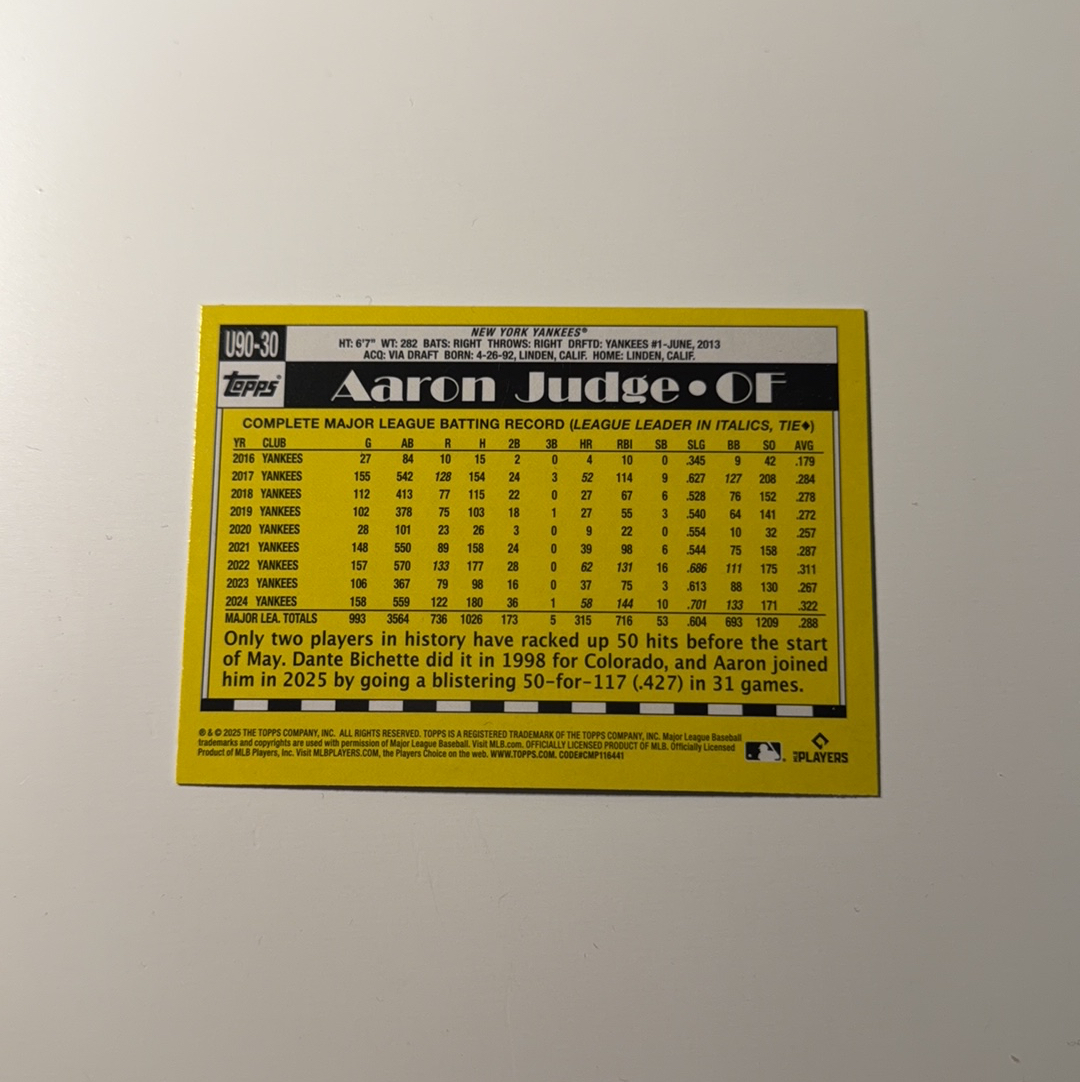 U90-30
NEW YORK YANKEES®
HT: 6'7" WT: 282 BATS: RIGHT THROWS: RIGHT DRFTD: YANKEES #1-JUNE, 2013
ACQ: VIA DRAFT BORN: 4-26-92, LINDEN, CALIF. HOME: LINDEN, CALIF.
Topps®
Aaron Judge • OF
COMPLETE MAJOR LEAGUE BATTING RECORD (LEAGUE LEADER IN ITALICS, TIE◆)
YR CLUB G AB R H 2B 3B HR RBI SB SLG BB SO AVG
2016 YANKEES 27 84 10 15 2 0 4 10 0 .345 9 42 .179
2017 YANKEES 155 542 128 154 24 3 52 114 9 .627 127 208 .284
2018 YANKEES 112 413 77 115 22 0 27 67 6 .528 76 152 .278
2019 YANKEES 102 378 75 103 18 1 27 55 3 .540 64 141 .272
2020 YANKEES 28 101 23 26 3 0 9 22 0 .554 10 32 .257
2021 YANKEES 148 550 89 158 24 0 39 98 6 .544 75 158 .287
2022 YANKEES 157 570 133 177 28 0 62 131 16 .686 111 175 .311
2023 YANKEES 106 367 79 98 16 0 37 75 3 .613 88 130 .267
2024 YANKEES 158 559 122 180 36 1 58 144 10 .701 133 171 .322
MAJOR LEA. TOTALS 993 3564 736 1026 173 5 315 716 53 .604 693 1209 .288
Only two players in history have racked up 50 hits before the start
of May. Dante Bichette did it in 1998 for Colorado, and Aaron joined
him in 2025 by going a blistering 50-for-117 (.427) in 31 games.
® & © 2025 THE TOPPS COMPANY, INC. ALL RIGHTS RESERVED. TOPPS IS A REGISTERED TRADEMARK OF THE TOPPS COMPANY, INC. Major League Baseball
trademarks and copyrights are used with permission of Major League Baseball. Visit MLB.com. OFFICIALLY LICENSED PRODUCT OF MLB. Officially Licensed
Product of MLB Players, Inc. Visit MLBPLAYERS.COM, the Players Choice on the web. WWW.TOPPS.COM. CODE#CMP116441
MLB PLAYERS